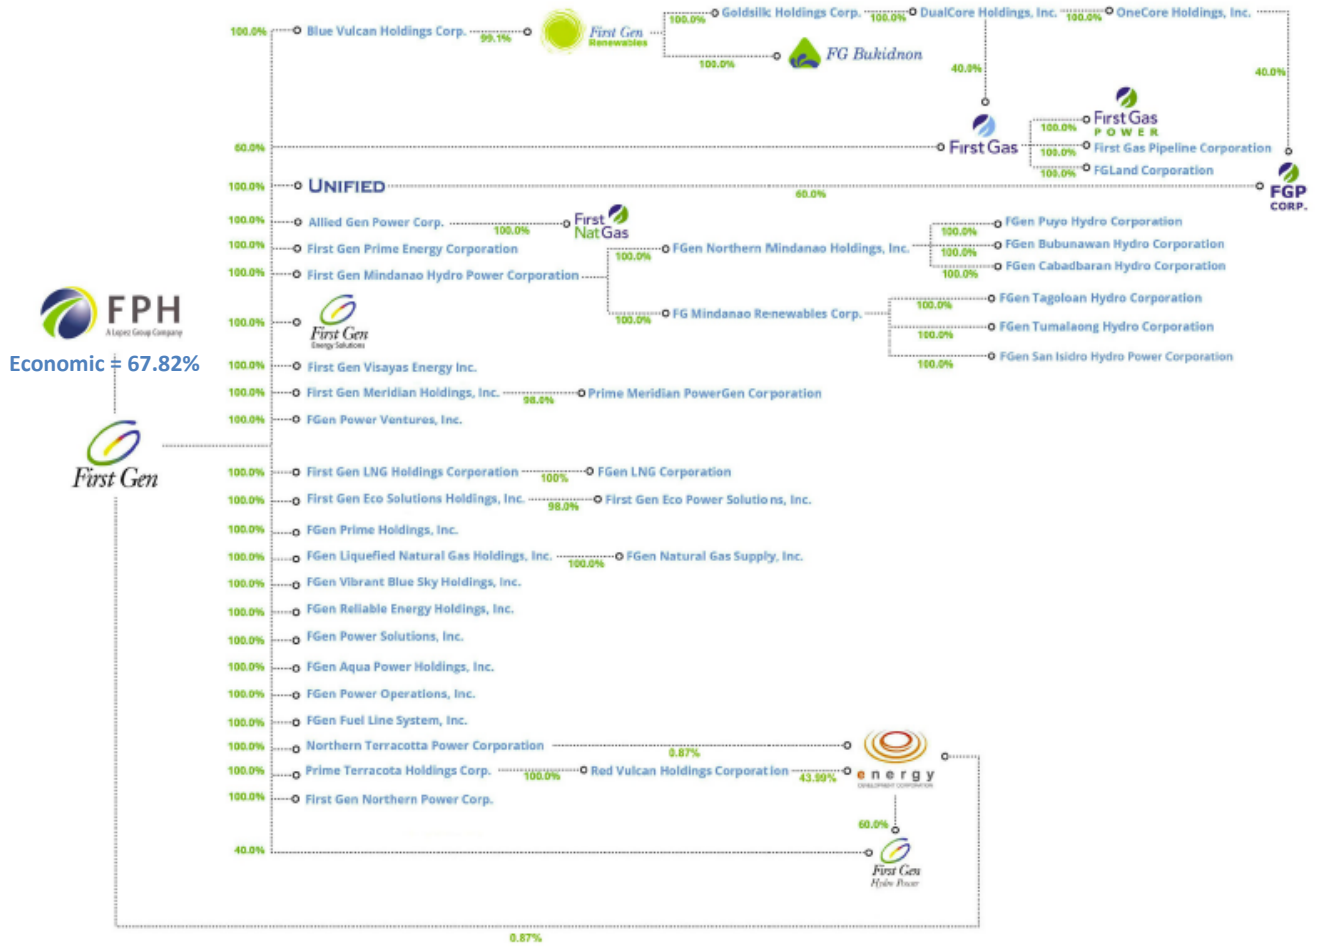 100.0% Blue Vulcan Holdings Corp. 99.1% First Gen Renewables 100.0% Goldsilk Holdings Corp. 100.0% DualCore Holdings, Inc. 100.0% OneCore Holdings, Inc.
100.0% FG Bukidnon
40.0% 40.0%
100.0% First Gas POWER
60.0% First Gas 100.0% First Gas Pipeline Corporation
100.0% FGLand Corporation
100.0% UNIFIED 60.0% FGP CORP.
100.0% Allied Gen Power Corp. 100.0% First NatGas
100.0% First Gen Prime Energy Corporation
100.0% First Gen Mindanao Hydro Power Corporation
100.0% FGen Northern Mindanao Holdings, Inc.
100.0% FGen Puyo Hydro Corporation
100.0% FGen Bubunawan Hydro Corporation
100.0% FGen Cabadbaran Hydro Corporation
100.0% FG Mindanao Renewables Corp.
100.0% FGen Tagoloan Hydro Corporation
100.0% FGen Tumalaong Hydro Corporation
100.0% FGen San Isidro Hydro Power Corporation
FPH
A Lopez Group Company
Economic = 67.82%
First Gen
100.0% First Gen
Energy Solutions
100.0% First Gen Visayas Energy Inc.
100.0% First Gen Meridian Holdings, Inc. 98.0% Prime Meridian PowerGen Corporation
100.0% FGen Power Ventures, Inc.
100.0% First Gen LNG Holdings Corporation 100% FGen LNG Corporation
100.0% First Gen Eco Solutions Holdings, Inc. 98.0% First Gen Eco Power Solutions, Inc.
100.0% FGen Prime Holdings, Inc.
100.0% FGen Liquefied Natural Gas Holdings, Inc. 100.0% FGen Natural Gas Supply, Inc.
100.0% FGen Vibrant Blue Sky Holdings, Inc.
100.0% FGen Reliable Energy Holdings, Inc.
100.0% FGen Power Solutions, Inc.
100.0% FGen Aqua Power Holdings, Inc.
100.0% FGen Power Operations, Inc.
100.0% FGen Fuel Line System, Inc.
100.0% Northern Terracotta Power Corporation 0.87%
100.0% Prime Terracota Holdings Corp. 100.0% Red Vulcan Holdings Corporation 43.99% energy
DEVELOPMENT CORPORATION
100.0% First Gen Northern Power Corp.
60.0%
40.0% First Gen
Hydro Power
0.87%